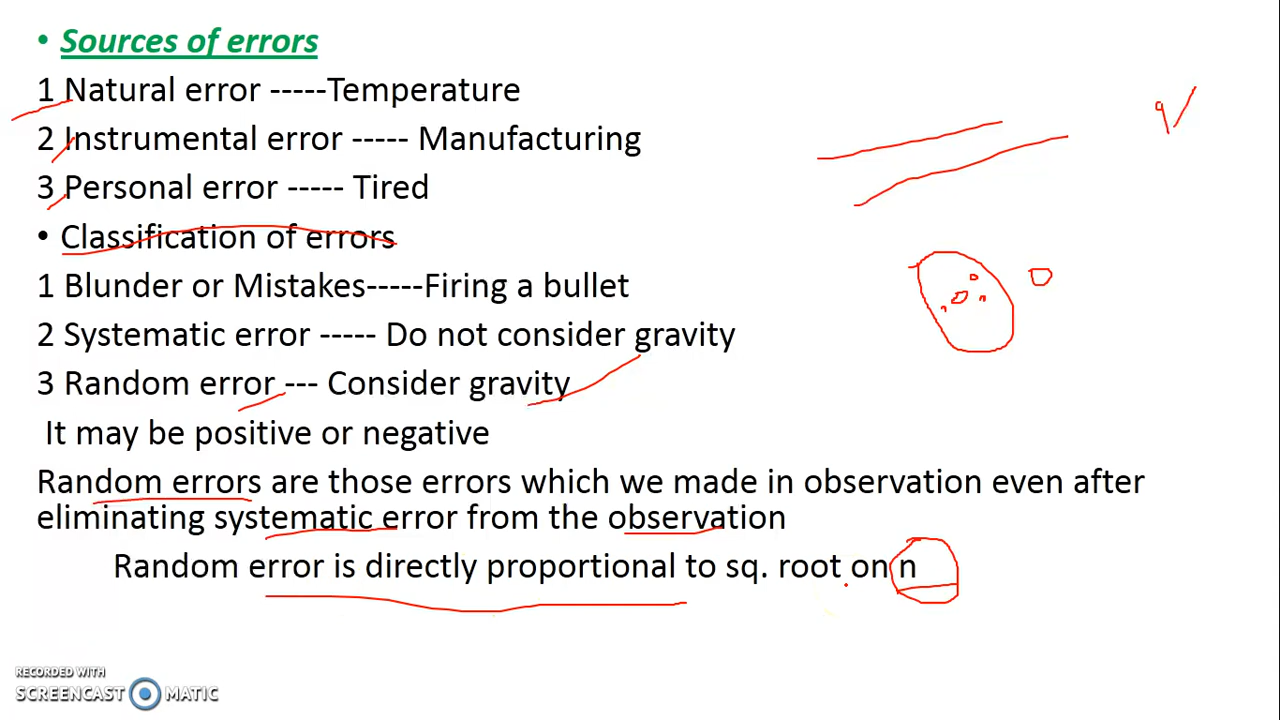 • Sources of errors
1 Natural error -----Temperature
2 Instrumental error ----- Manufacturing
3 Personal error ----- Tired
• Classification of errors
1 Blunder or Mistakes-----Firing a bullet
2 Systematic error ----- Do not consider gravity
3 Random error --- Consider gravity
It may be positive or negative
Random errors are those errors which we made in observation even after
eliminating systematic error from the observation
Random error is directly proportional to sq. root on n
RECORDED WITH
SCREENCAST MATIC